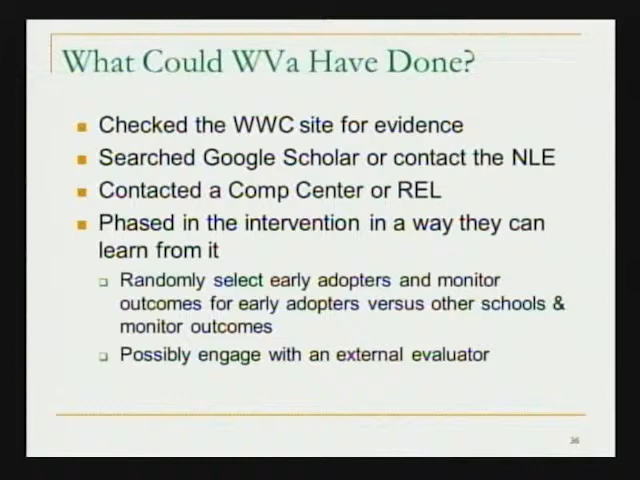 What Could WVa Have Done?
Checked the WWC site for evidence
Searched Google Scholar or contact the NLE
Contacted a Comp Center or REL
Phased in the intervention in a way they can
learn from it
Randomly select early adopters and monitor
outcomes for early adopters versus other schools &
monitor outcomes
Possibly engage with an external evaluator
36